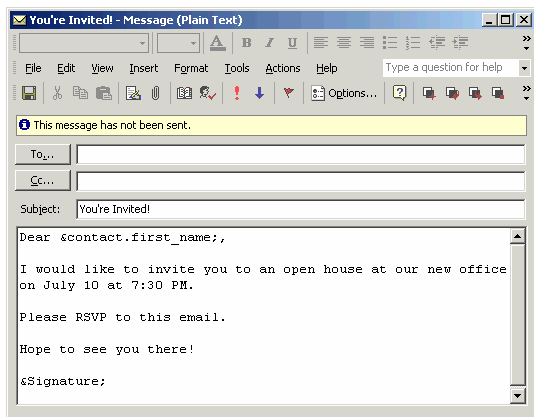 You're Invited! - Message (Plain Text)
A B I U
File Edit View Insert Format Tools Actions Help Type a question for help
Options...
This message has not been sent.
To...
Cc...
Subject: You're Invited!
Dear &contact.first_name;,
I would like to invite you to an open house at our new office
on July 10 at 7:30 PM.
Please RSVP to this email.
Hope to see you there!
&Signature;